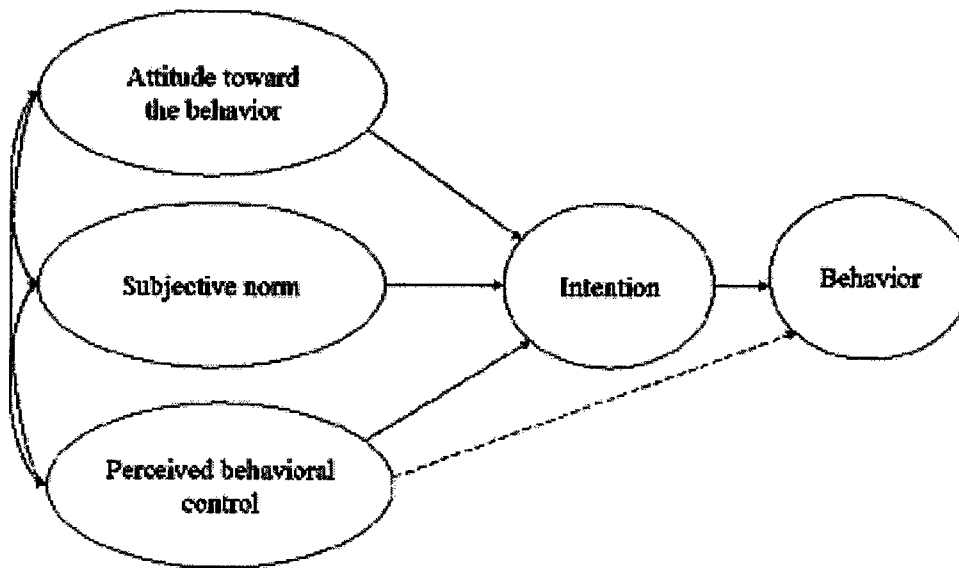 Attitude toward
the behavior
Subjective norm
Intention
Behavior
Perceived behavioral
control